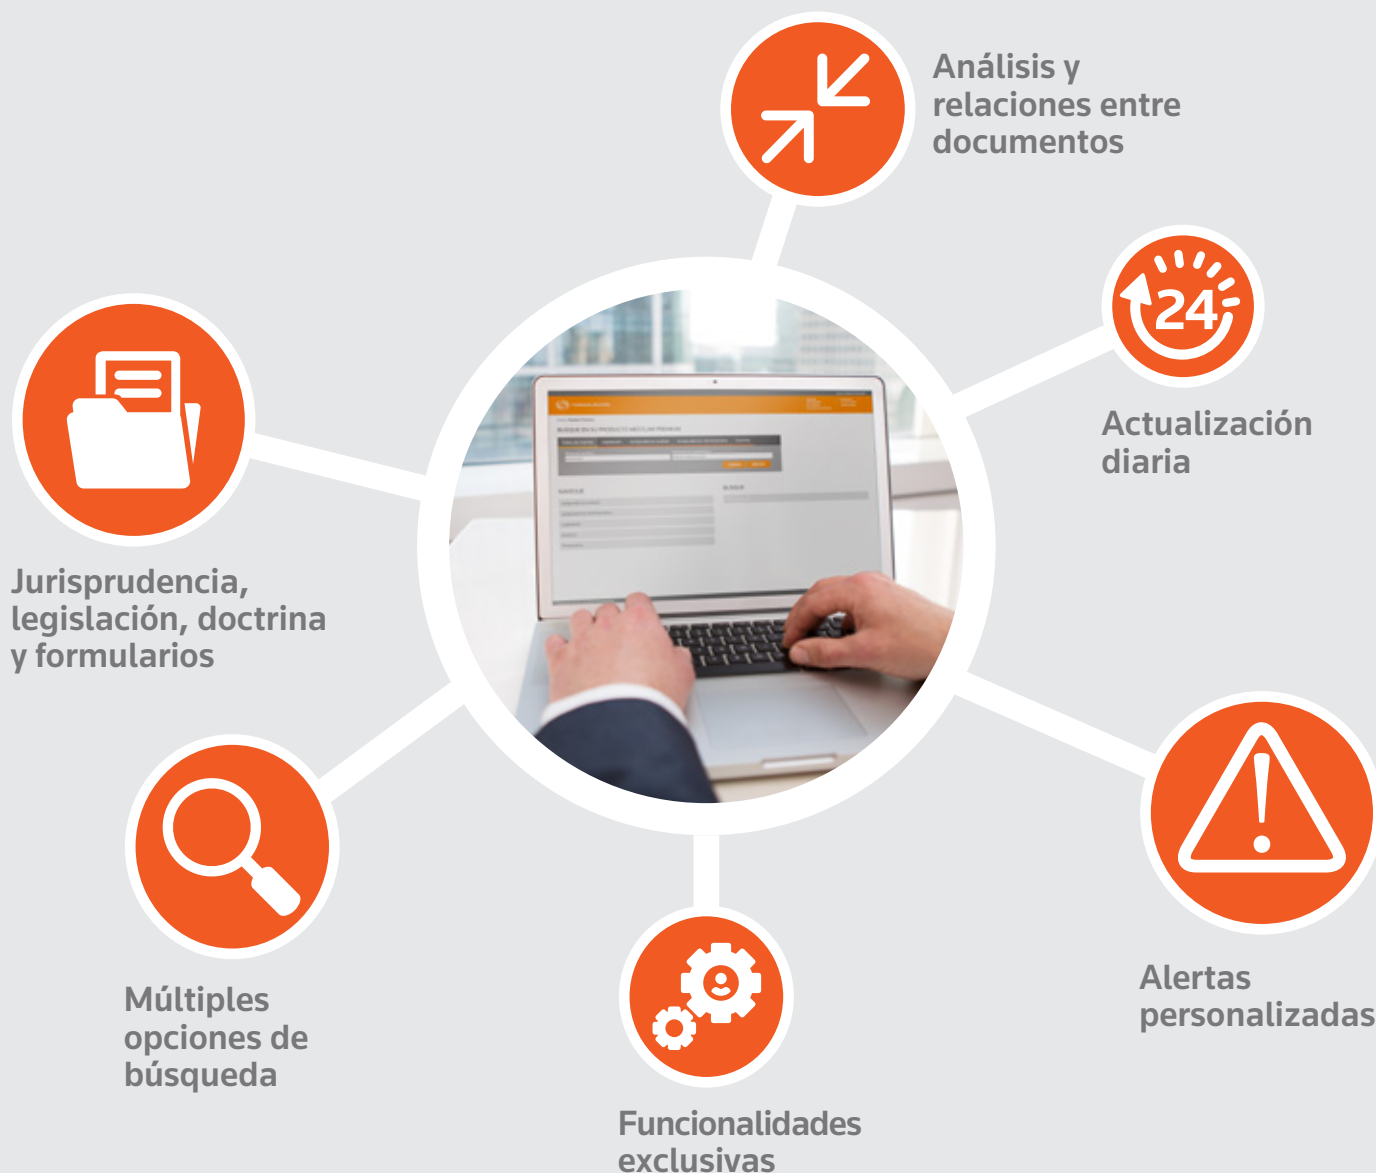 Análisis y
relaciones entre
documentos
24
Actualización
diaria
Jurisprudencia,
legislación, doctrina
y formularios
Múltiples
opciones de
búsqueda
Alertas
personalizadas
Funcionalidades
exclusivas